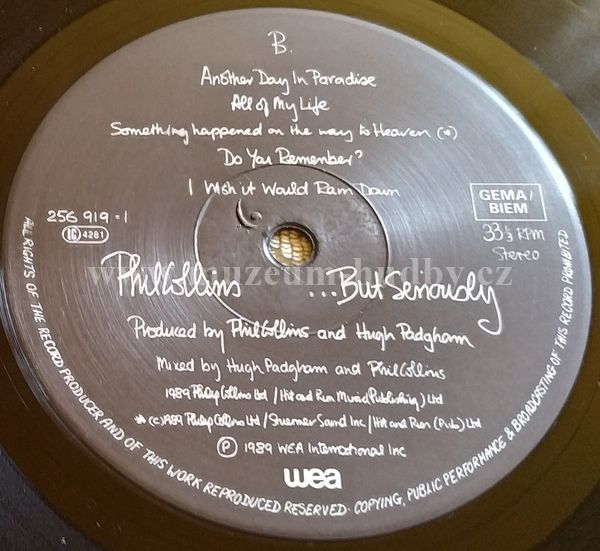 B.
Another Day In Paradise
All of My Life
Something happened on the way to Heaven (*)
Do You Remember?
I Wish it Would Rain Down
256 919-1
LC 4281
GEMA/
BIEM
33⅓ RPM
Stereo
Phil Collins ...But Seriously
Produced by Phil Collins and Hugh Padgham
Mixed by Hugh Padgham and Phil Collins
1989 Philip Collins Ltd / Hit and Run Music (Publishing) Ltd
* (c) 1989 Philip Collins Ltd / Stuermer Sand Inc / Hit and Run (Pub) Ltd
℗ 1989 WEA International Inc
wea
ALL RIGHTS OF THE RECORD PRODUCER AND OF THIS WORK REPRODUCED RESERVED· COPYING, PUBLIC PERFORMANCE & BROADCASTING OF THIS RECORD PROHIBITED
www.muzeum-hudby.cz